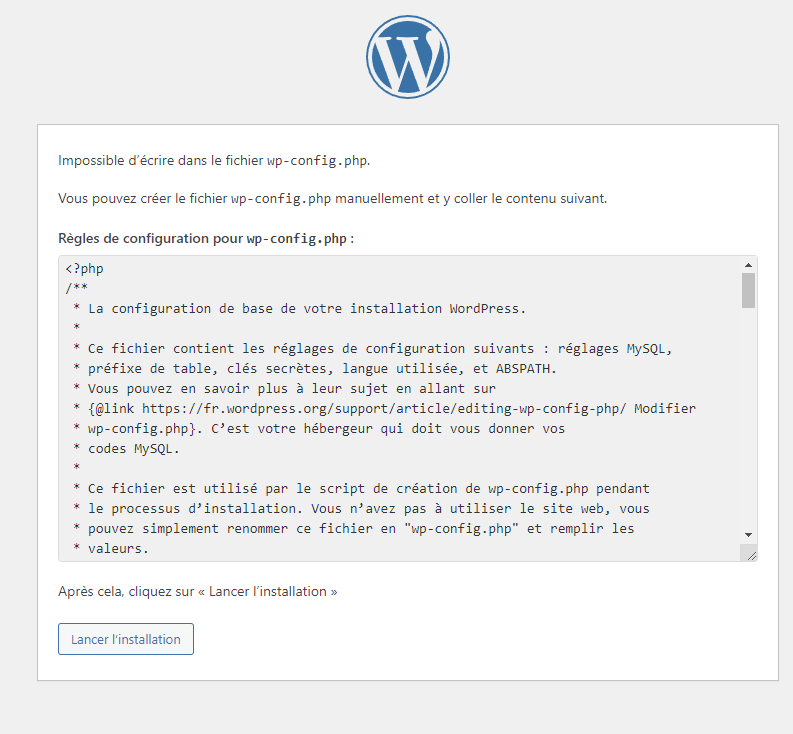 Impossible d’écrire dans le fichier wp-config.php.
Vous pouvez créer le fichier wp-config.php manuellement et y coller le contenu suivant.
Règles de configuration pour wp-config.php :
<?php
/**
 * La configuration de base de votre installation WordPress.
 *
 * Ce fichier contient les réglages de configuration suivants : réglages MySQL,
 * préfixe de table, clés secrètes, langue utilisée, et ABSPATH.
 * Vous pouvez en savoir plus à leur sujet en allant sur
 * {@link https://fr.wordpress.org/support/article/editing-wp-config-php/ Modifier
 * wp-config.php}. C’est votre hébergeur qui doit vous donner vos
 * codes MySQL.
 *
 * Ce fichier est utilisé par le script de création de wp-config.php pendant
 * le processus d’installation. Vous n’avez pas à utiliser le site web, vous
 * pouvez simplement renommer ce fichier en "wp-config.php" et remplir les
 * valeurs.
Après cela, cliquez sur « Lancer l’installation »
Lancer l’installation